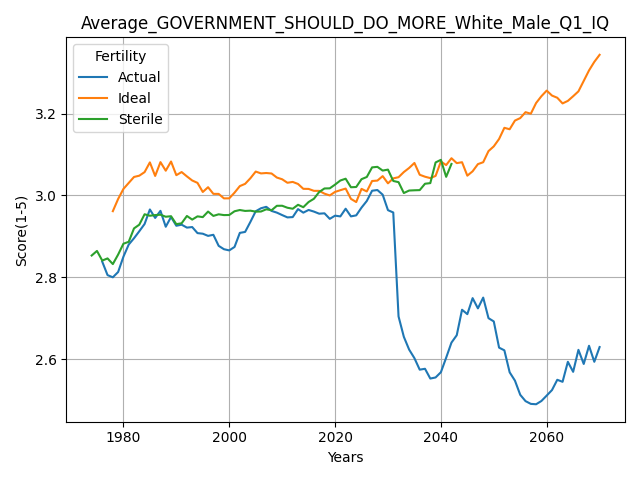 Average_GOVERNMENT_SHOULD_DO_MORE_White_Male_Q1_IQ
Fertility
Actual
Ideal
Sterile
Score(1-5)
3.2
3.0
2.8
2.6
1980 2000 2020 2040 2060
Years